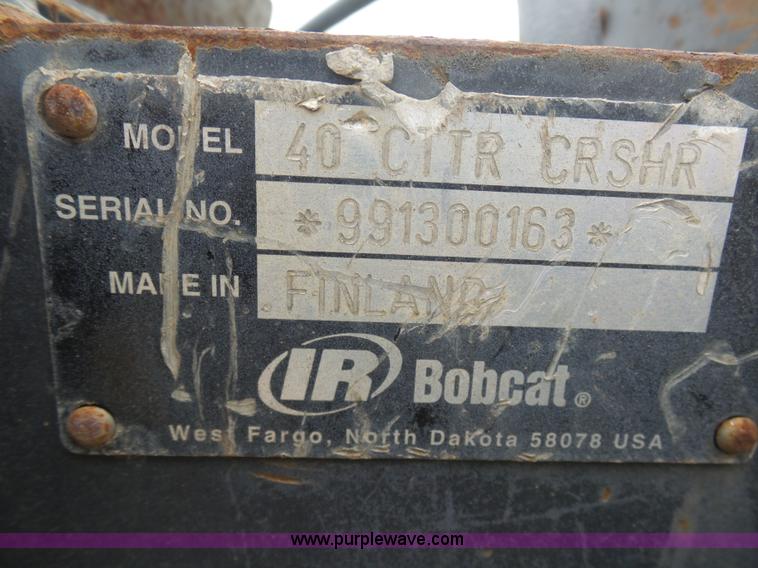 MODEL 40 CTTR CRSHR
SERIAL NO. *991300163*
MADE IN FINLAND
IR Bobcat ®
West Fargo, North Dakota 58078 USA
www.purplewave.com